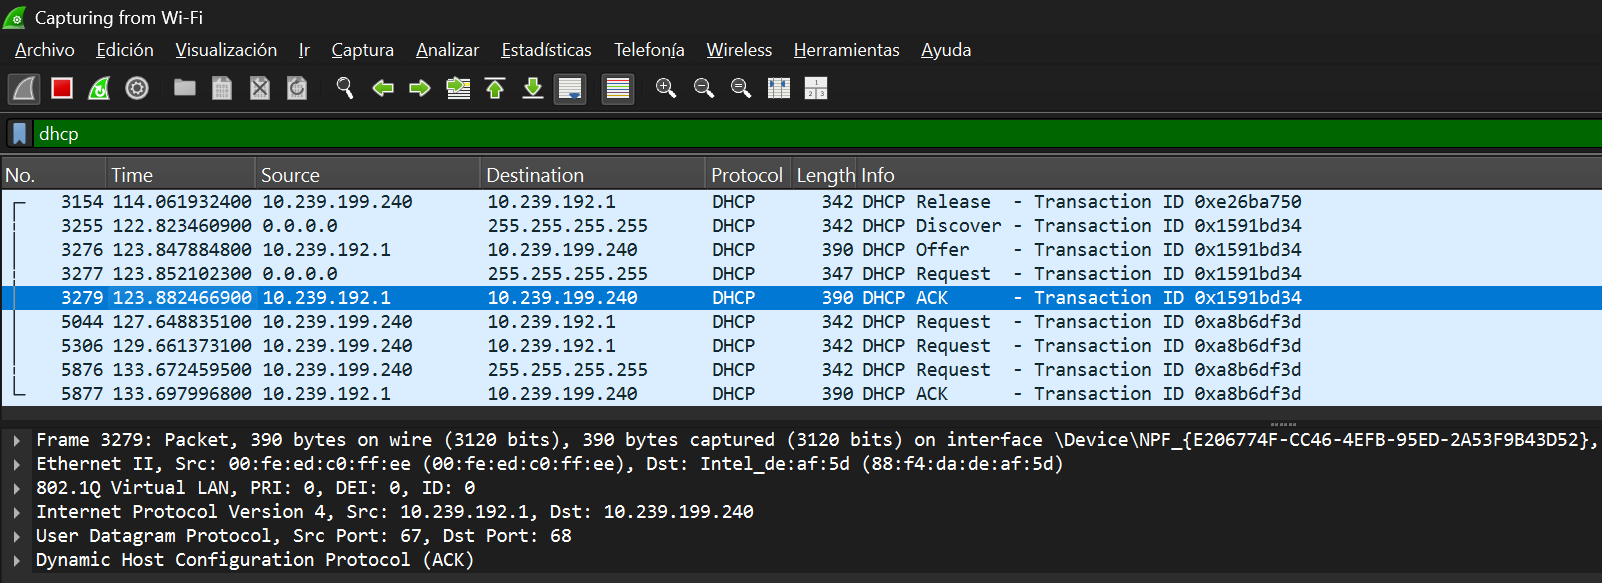 Capturing from Wi-Fi
Archivo Edición Visualización Ir Captura Analizar Estadísticas Telefonía Wireless Herramientas Ayuda
dhcp
No. Time Source Destination Protocol Length Info
3154 114.061932400 10.239.199.240 10.239.192.1 DHCP 342 DHCP Release - Transaction ID 0xe26ba750
3255 122.823460900 0.0.0.0 255.255.255.255 DHCP 342 DHCP Discover - Transaction ID 0x1591bd34
3276 123.847884800 10.239.192.1 10.239.199.240 DHCP 390 DHCP Offer - Transaction ID 0x1591bd34
3277 123.852102300 0.0.0.0 255.255.255.255 DHCP 347 DHCP Request - Transaction ID 0x1591bd34
3279 123.882466900 10.239.192.1 10.239.199.240 DHCP 390 DHCP ACK - Transaction ID 0x1591bd34
5044 127.648835100 10.239.199.240 10.239.192.1 DHCP 342 DHCP Request - Transaction ID 0xa8b6df3d
5306 129.661373100 10.239.199.240 10.239.192.1 DHCP 342 DHCP Request - Transaction ID 0xa8b6df3d
5876 133.672459500 10.239.199.240 255.255.255.255 DHCP 342 DHCP Request - Transaction ID 0xa8b6df3d
5877 133.697996800 10.239.192.1 10.239.199.240 DHCP 390 DHCP ACK - Transaction ID 0xa8b6df3d
Frame 3279: Packet, 390 bytes on wire (3120 bits), 390 bytes captured (3120 bits) on interface \Device\NPF_{E206774F-CC46-4EFB-95ED-2A53F9B43D52},
Ethernet II, Src: 00:fe:ed:c0:ff:ee (00:fe:ed:c0:ff:ee), Dst: Intel_de:af:5d (88:f4:da:de:af:5d)
802.1Q Virtual LAN, PRI: 0, DEI: 0, ID: 0
Internet Protocol Version 4, Src: 10.239.192.1, Dst: 10.239.199.240
User Datagram Protocol, Src Port: 67, Dst Port: 68
Dynamic Host Configuration Protocol (ACK)